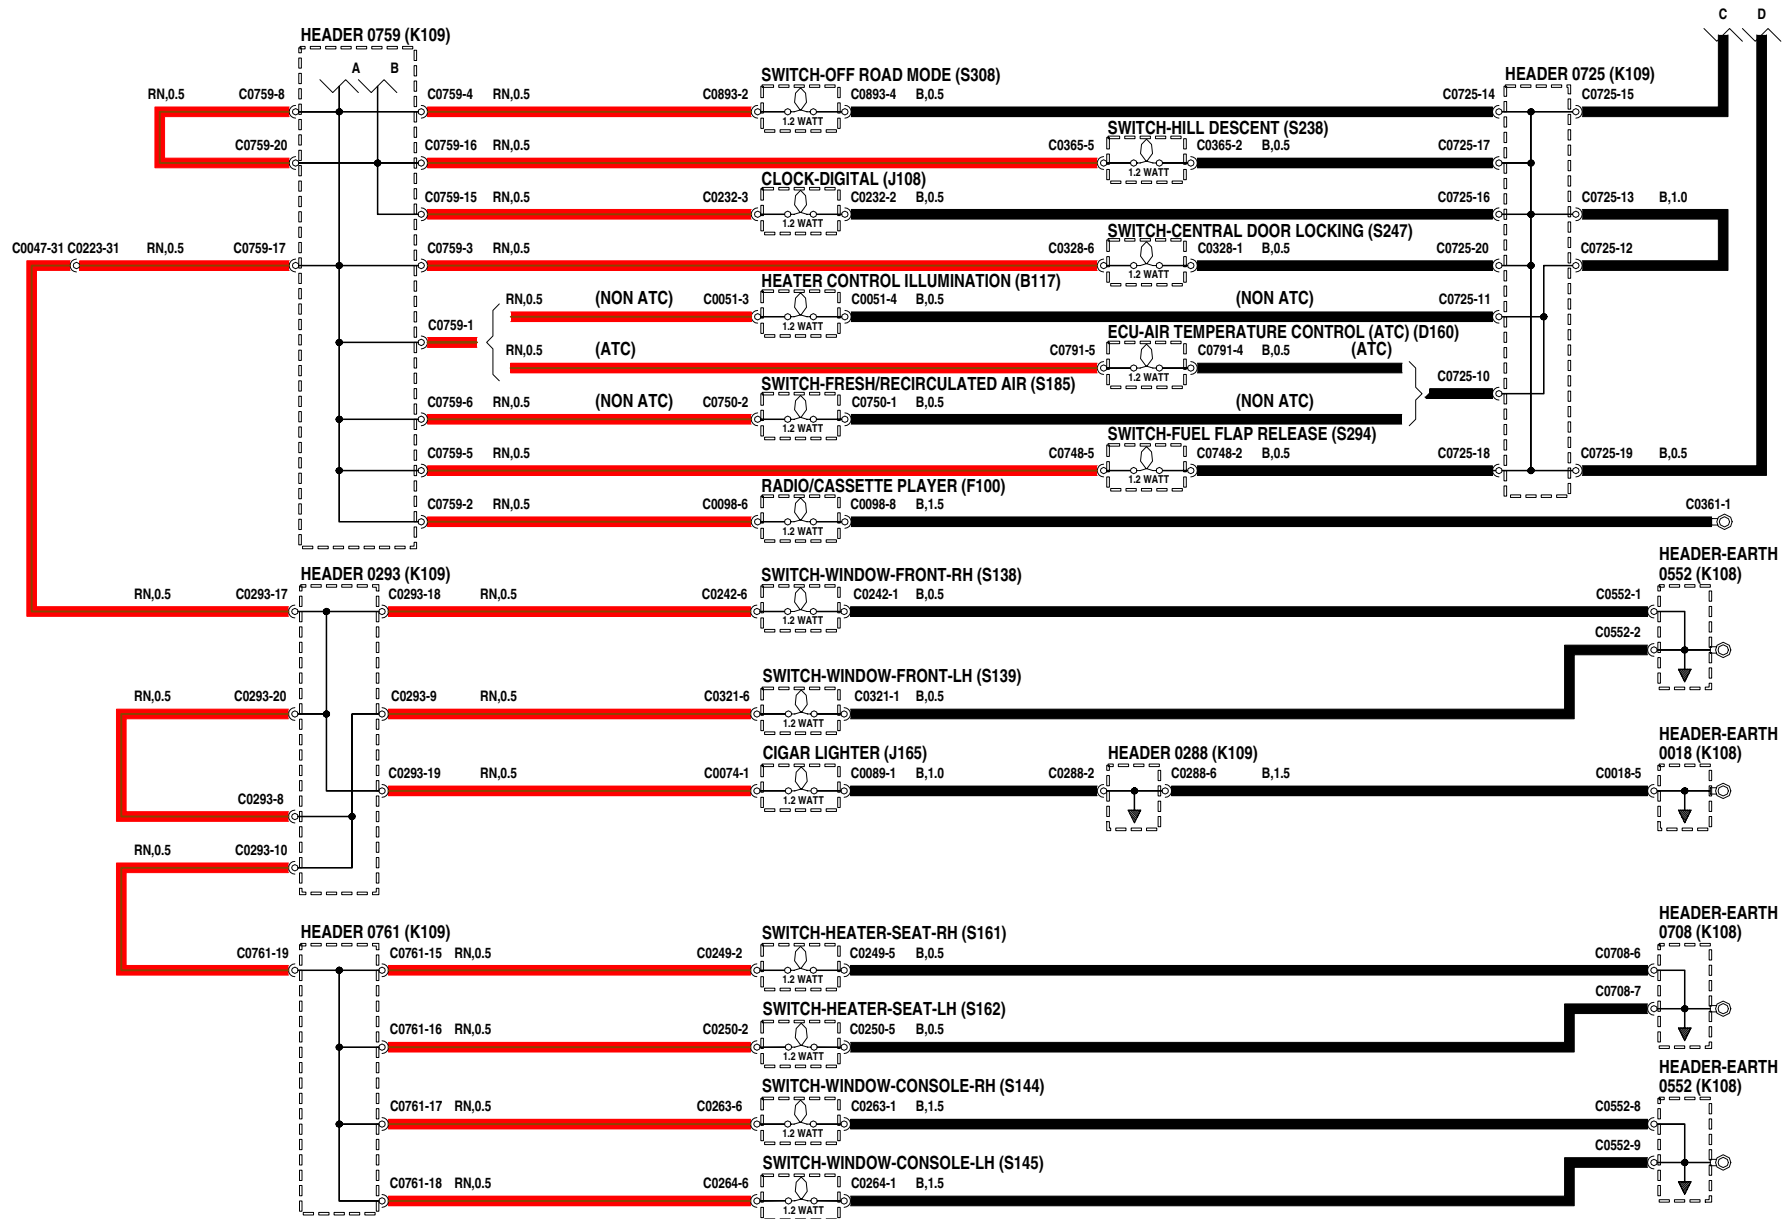 C D
HEADER 0759 (K109)
A B
SWITCH-OFF ROAD MODE (S308)
HEADER 0725 (K109)
RN,0.5 C0759-8 C0759-4 RN,0.5 C0893-2 C0893-4 B,0.5 C0725-14 C0725-15
1.2 WATT
SWITCH-HILL DESCENT (S238)
C0759-20 C0759-16 RN,0.5 C0365-5 C0365-2 B,0.5 C0725-17
1.2 WATT
CLOCK-DIGITAL (J108)
C0759-15 RN,0.5 C0232-3 C0232-2 B,0.5 C0725-16 C0725-13 B,1.0
1.2 WATT
SWITCH-CENTRAL DOOR LOCKING (S247)
C0047-31 C0223-31 RN,0.5 C0759-17 C0759-3 RN,0.5 C0328-6 C0328-1 B,0.5 C0725-20 C0725-12
1.2 WATT
HEATER CONTROL ILLUMINATION (B117)
RN,0.5 (NON ATC) C0051-3 C0051-4 B,0.5 (NON ATC) C0725-11
1.2 WATT
C0759-1
ECU-AIR TEMPERATURE CONTROL (ATC) (D160)
RN,0.5 (ATC) C0791-5 C0791-4 B,0.5 (ATC)
1.2 WATT
C0725-10
SWITCH-FRESH/RECIRCULATED AIR (S185)
C0759-6 RN,0.5 (NON ATC) C0750-2 C0750-1 B,0.5 (NON ATC)
1.2 WATT
SWITCH-FUEL FLAP RELEASE (S294)
C0759-5 RN,0.5 C0748-5 C0748-2 B,0.5 C0725-18 C0725-19 B,0.5
1.2 WATT
RADIO/CASSETTE PLAYER (F100)
C0759-2 RN,0.5 C0098-6 C0098-8 B,1.5 C0361-1
1.2 WATT
HEADER-EARTH
0552 (K108)
HEADER 0293 (K109)
SWITCH-WINDOW-FRONT-RH (S138)
RN,0.5 C0293-17 C0293-18 RN,0.5 C0242-6 C0242-1 B,0.5 C0552-1
1.2 WATT
C0552-2
SWITCH-WINDOW-FRONT-LH (S139)
RN,0.5 C0293-20 C0293-9 RN,0.5 C0321-6 C0321-1 B,0.5
1.2 WATT
HEADER-EARTH
0018 (K108)
CIGAR LIGHTER (J165)
HEADER 0288 (K109)
C0293-19 RN,0.5 C0074-1 C0089-1 B,1.0 C0288-2 C0288-6 B,1.5 C0018-5
1.2 WATT
C0293-8
RN,0.5 C0293-10
HEADER-EARTH
0708 (K108)
HEADER 0761 (K109)
SWITCH-HEATER-SEAT-RH (S161)
C0761-19 C0761-15 RN,0.5 C0249-2 C0249-5 B,0.5 C0708-6
1.2 WATT
C0708-7
SWITCH-HEATER-SEAT-LH (S162)
C0761-16 RN,0.5 C0250-2 C0250-5 B,0.5
1.2 WATT
HEADER-EARTH
0552 (K108)
SWITCH-WINDOW-CONSOLE-RH (S144)
C0761-17 RN,0.5 C0263-6 C0263-1 B,1.5 C0552-8
1.2 WATT
C0552-9
SWITCH-WINDOW-CONSOLE-LH (S145)
C0761-18 RN,0.5 C0264-6 C0264-1 B,1.5
1.2 WATT